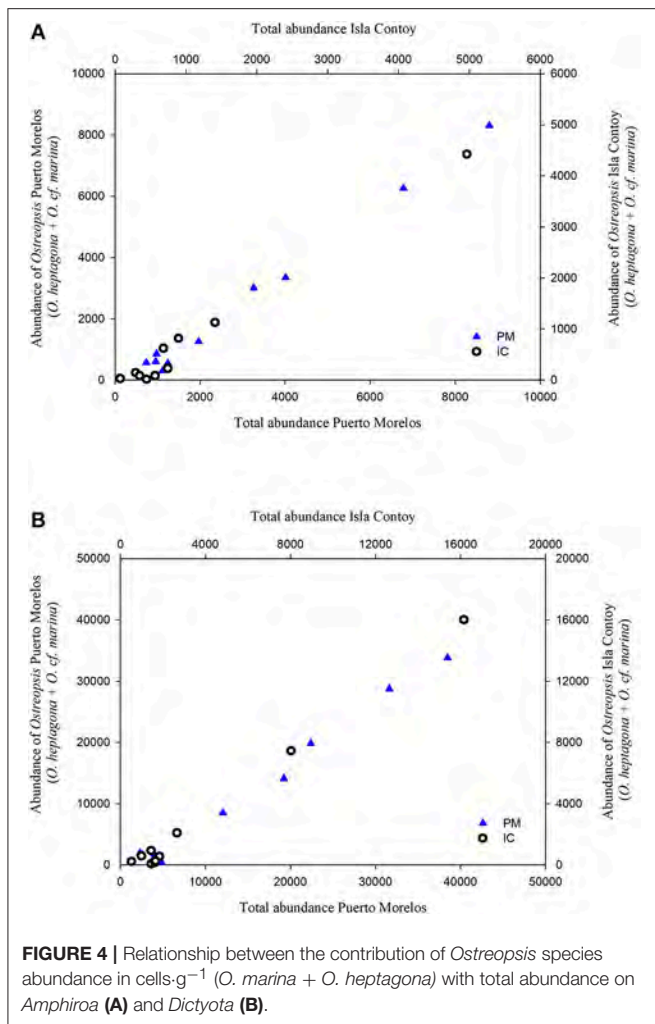 A
Total abundance Isla Contoy
0 1000 2000 3000 4000 5000 6000
10000
8000
6000
4000
2000
0
Abundance of Ostreopsis Puerto Morelos
(O. heptagona + O. cf. marina)
6000
5000
4000
3000
2000
1000
0
Abundance of Ostreopsis Isla Contoy
(O. heptagona + O. cf. marina)
PM
IC
0 2000 4000 6000 8000 10000
Total abundance Puerto Morelos
B
Total abundance Isla Contoy
0 4000 8000 12000 16000 20000
50000
40000
30000
20000
10000
0
Abundance of Ostreopsis Puerto Morelos
(O. heptagona + O. cf. marina)
20000
16000
12000
8000
4000
0
Abundance of Ostreopsis Isla Contoy
(O. heptagona + O. cf. marina)
PM
IC
0 10000 20000 30000 40000 50000
Total abundance Puerto Morelos
FIGURE 4 | Relationship between the contribution of Ostreopsis species
abundance in cells·g−1 (O. marina + O. heptagona) with total abundance on
Amphiroa (A) and Dictyota (B).